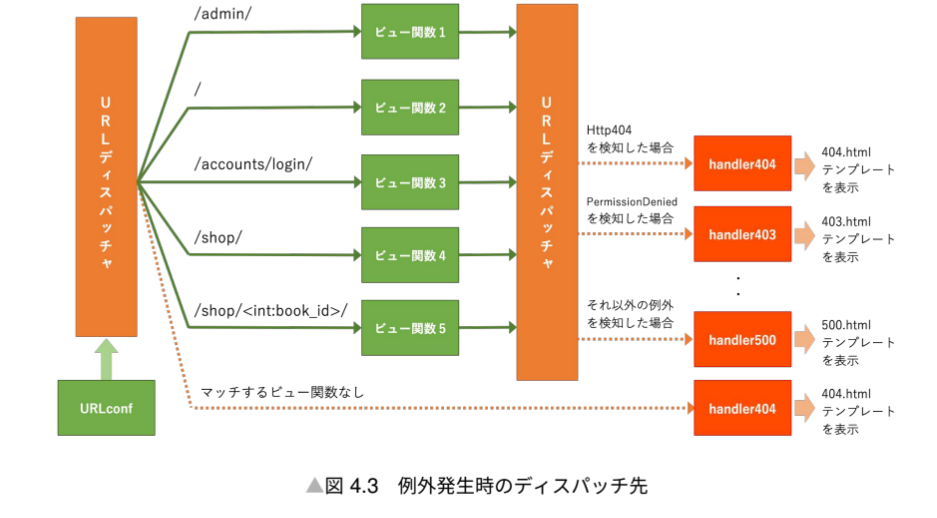 /admin/
ビュー関数 1
/
ビュー関数 2
/accounts/login/
ビュー関数 3
/shop/
ビュー関数 4
/shop/<int:book_id>/
ビュー関数 5
URLディスパッチャ
URLディスパッチャ
URLconf
マッチするビュー関数なし
Http404
を検知した場合
handler404
404.html
テンプレート
を表示
PermissionDenied
を検知した場合
handler403
403.html
テンプレート
を表示
・
・
それ以外の例外
を検知した場合
handler500
500.html
テンプレート
を表示
handler404
404.html
テンプレート
を表示
▲図 4.3　例外発生時のディスパッチ先